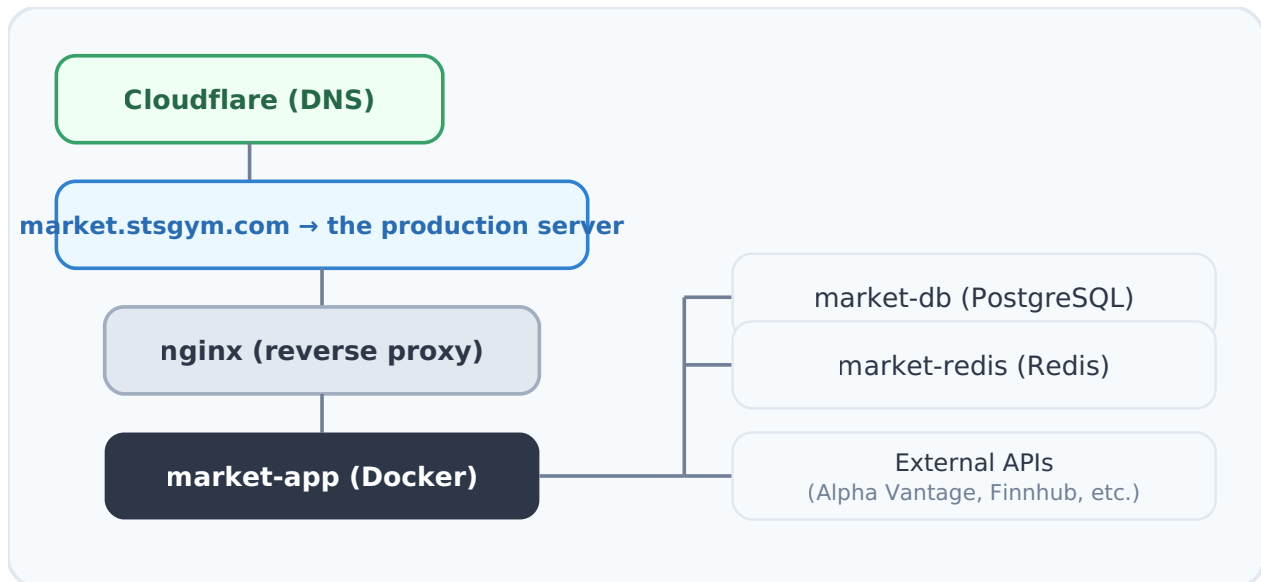 Cloudflare (DNS)
market.stsgym.com → the production server
nginx (reverse proxy)
market-app (Docker)
market-db (PostgreSQL)
market-redis (Redis)
External APIs
(Alpha Vantage, Finnhub, etc.)